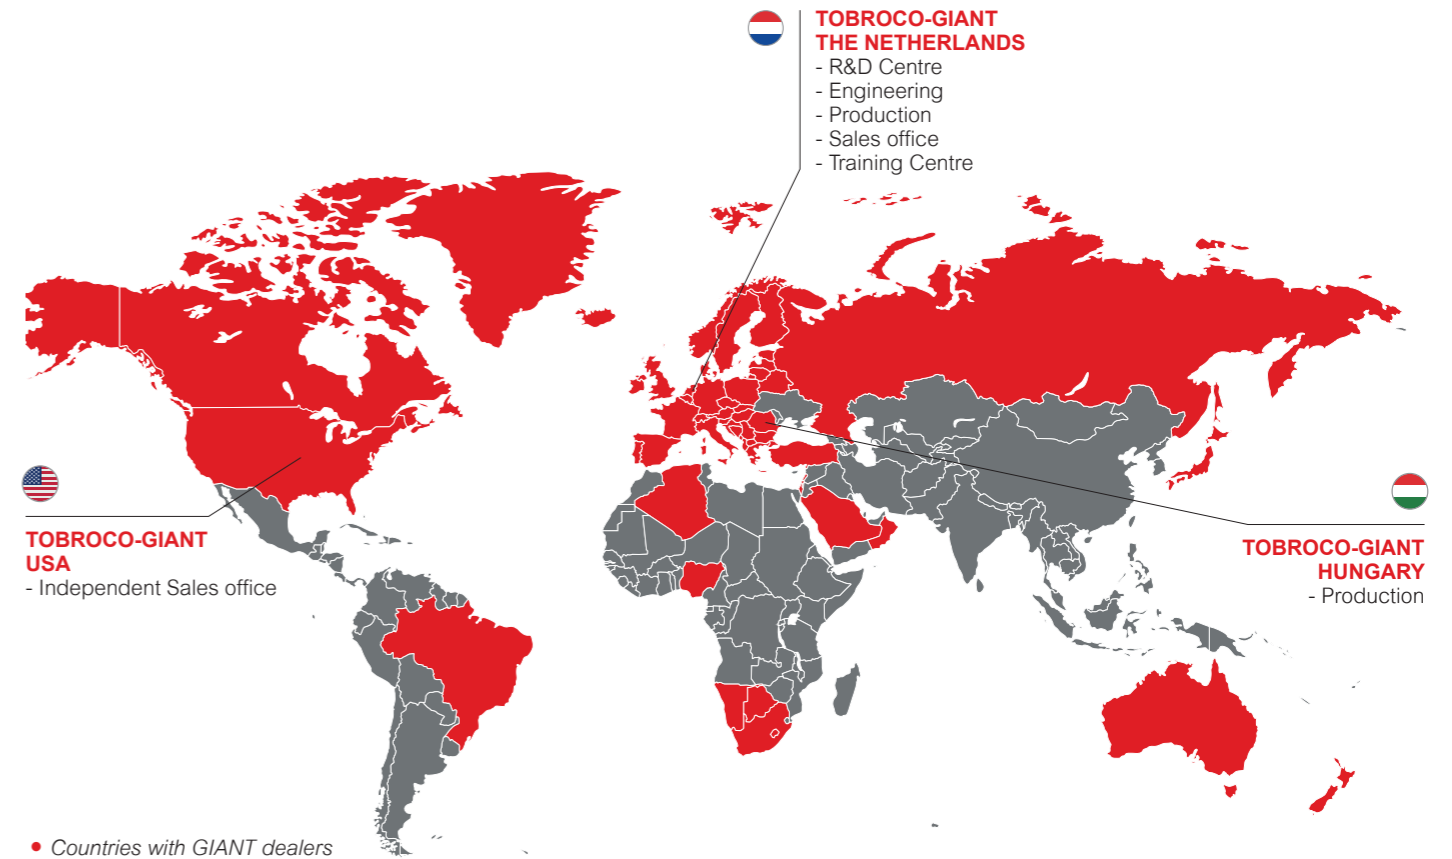 TOBROCO-GIANT
THE NETHERLANDS
- R&D Centre
- Engineering
- Production
- Sales office
- Training Centre
TOBROCO-GIANT
USA
- Independent Sales office
TOBROCO-GIANT
HUNGARY
- Production
• Countries with GIANT dealers